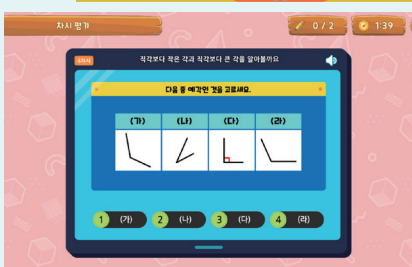 차시 평가
0 / 2
1:39
직각보다 작은 각과 직각보다 큰 각을 알아볼까요
다음 중 예각인 것을 고르세요.
(가) (나) (다) (라)
1 (가) 2 (나) 3 (다) 4 (라)